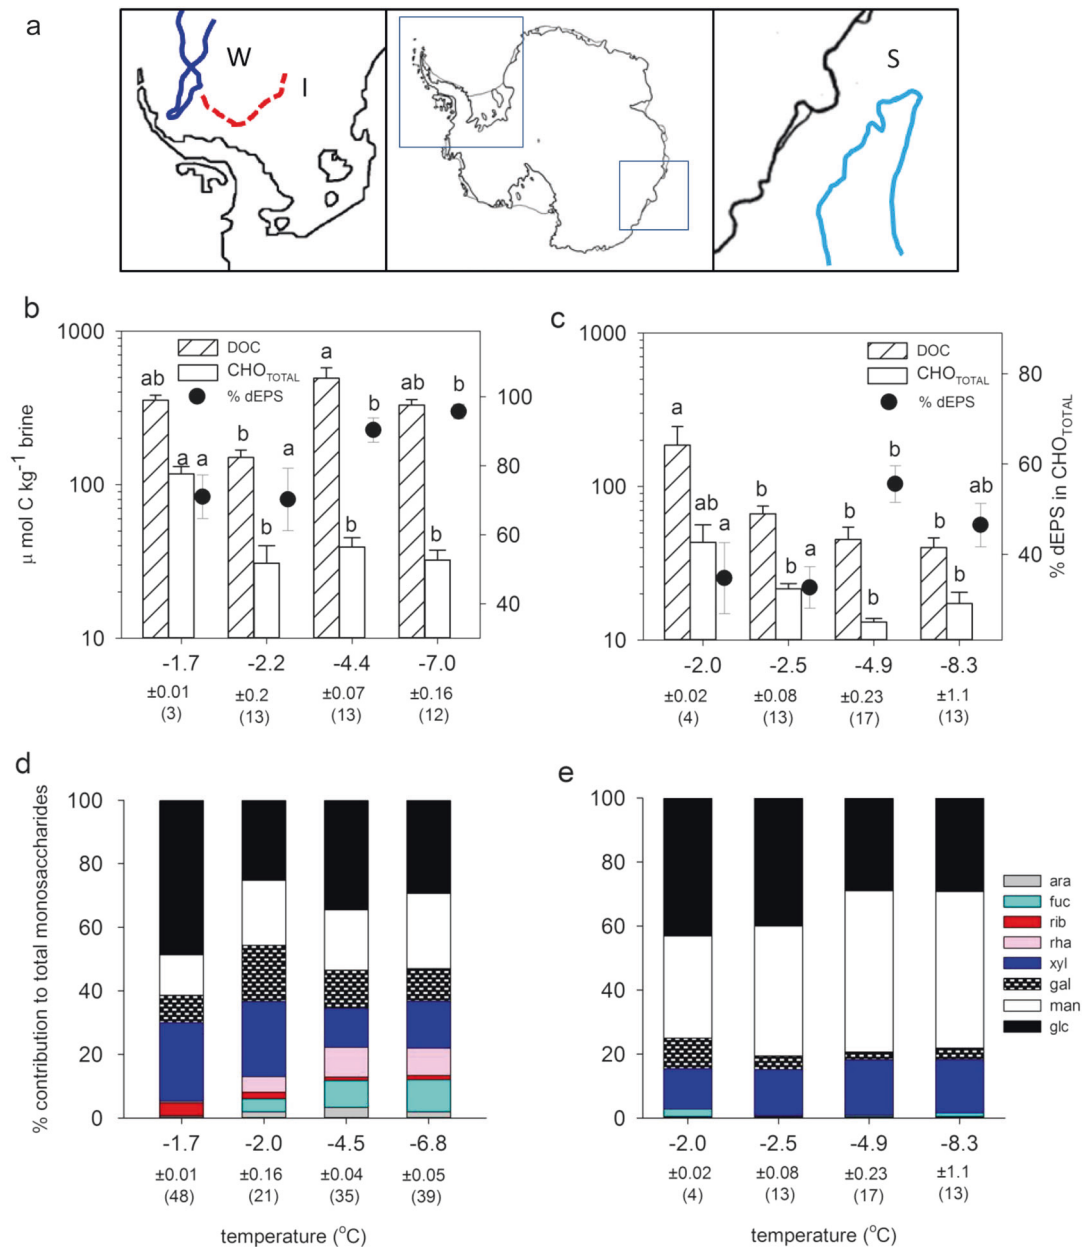 a
W
I
S
b
1000
100
10
μ mol C kg⁻¹ brine
DOC
CHO_TOTAL
% dEPS
ab
a
a
b
b
a
a
b
b
ab
b
b
100
80
60
40
-1.7
-2.2
-4.4
-7.0
±0.01
±0.2
±0.07
±0.16
(3)
(13)
(13)
(12)
c
1000
100
10
DOC
CHO_TOTAL
% dEPS
a
ab
a
b
b
a
b
b
b
b
b
ab
80
60
40
% dEPS in CHO_TOTAL
-2.0
-2.5
-4.9
-8.3
±0.02
±0.08
±0.23
±1.1
(4)
(13)
(17)
(13)
d
% contribution to total monosaccharides
100
80
60
40
20
0
-1.7
-2.0
-4.5
-6.8
±0.01
±0.16
±0.04
±0.05
(48)
(21)
(35)
(39)
temperature (°C)
e
100
80
60
40
20
0
ara
fuc
rib
rha
xyl
gal
man
glc
-2.0
-2.5
-4.9
-8.3
±0.02
±0.08
±0.23
±1.1
(4)
(13)
(17)
(13)
temperature (°C)